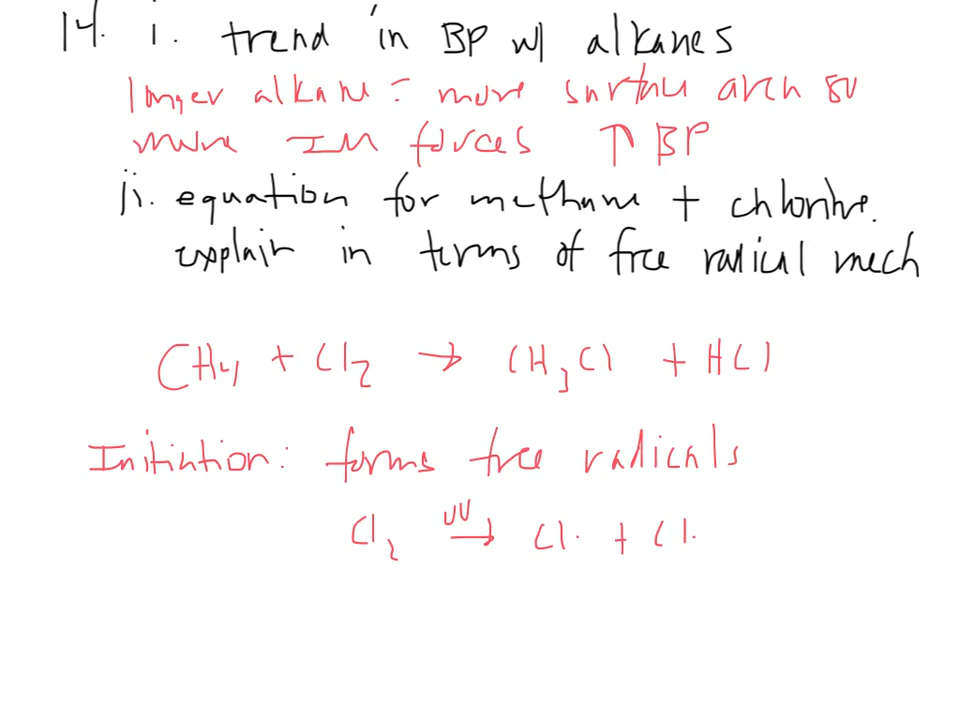 14. i. trend in BP w/ alkanes
longer alkane = more surface area so
more IM forces ↑ BP
ii. equation for methane + chlorine.
explain in terms of free radical mech
CH4 + Cl2 → CH3Cl + HCl
Initiation: forms free radicals
Cl2 UV→ Cl· + Cl·